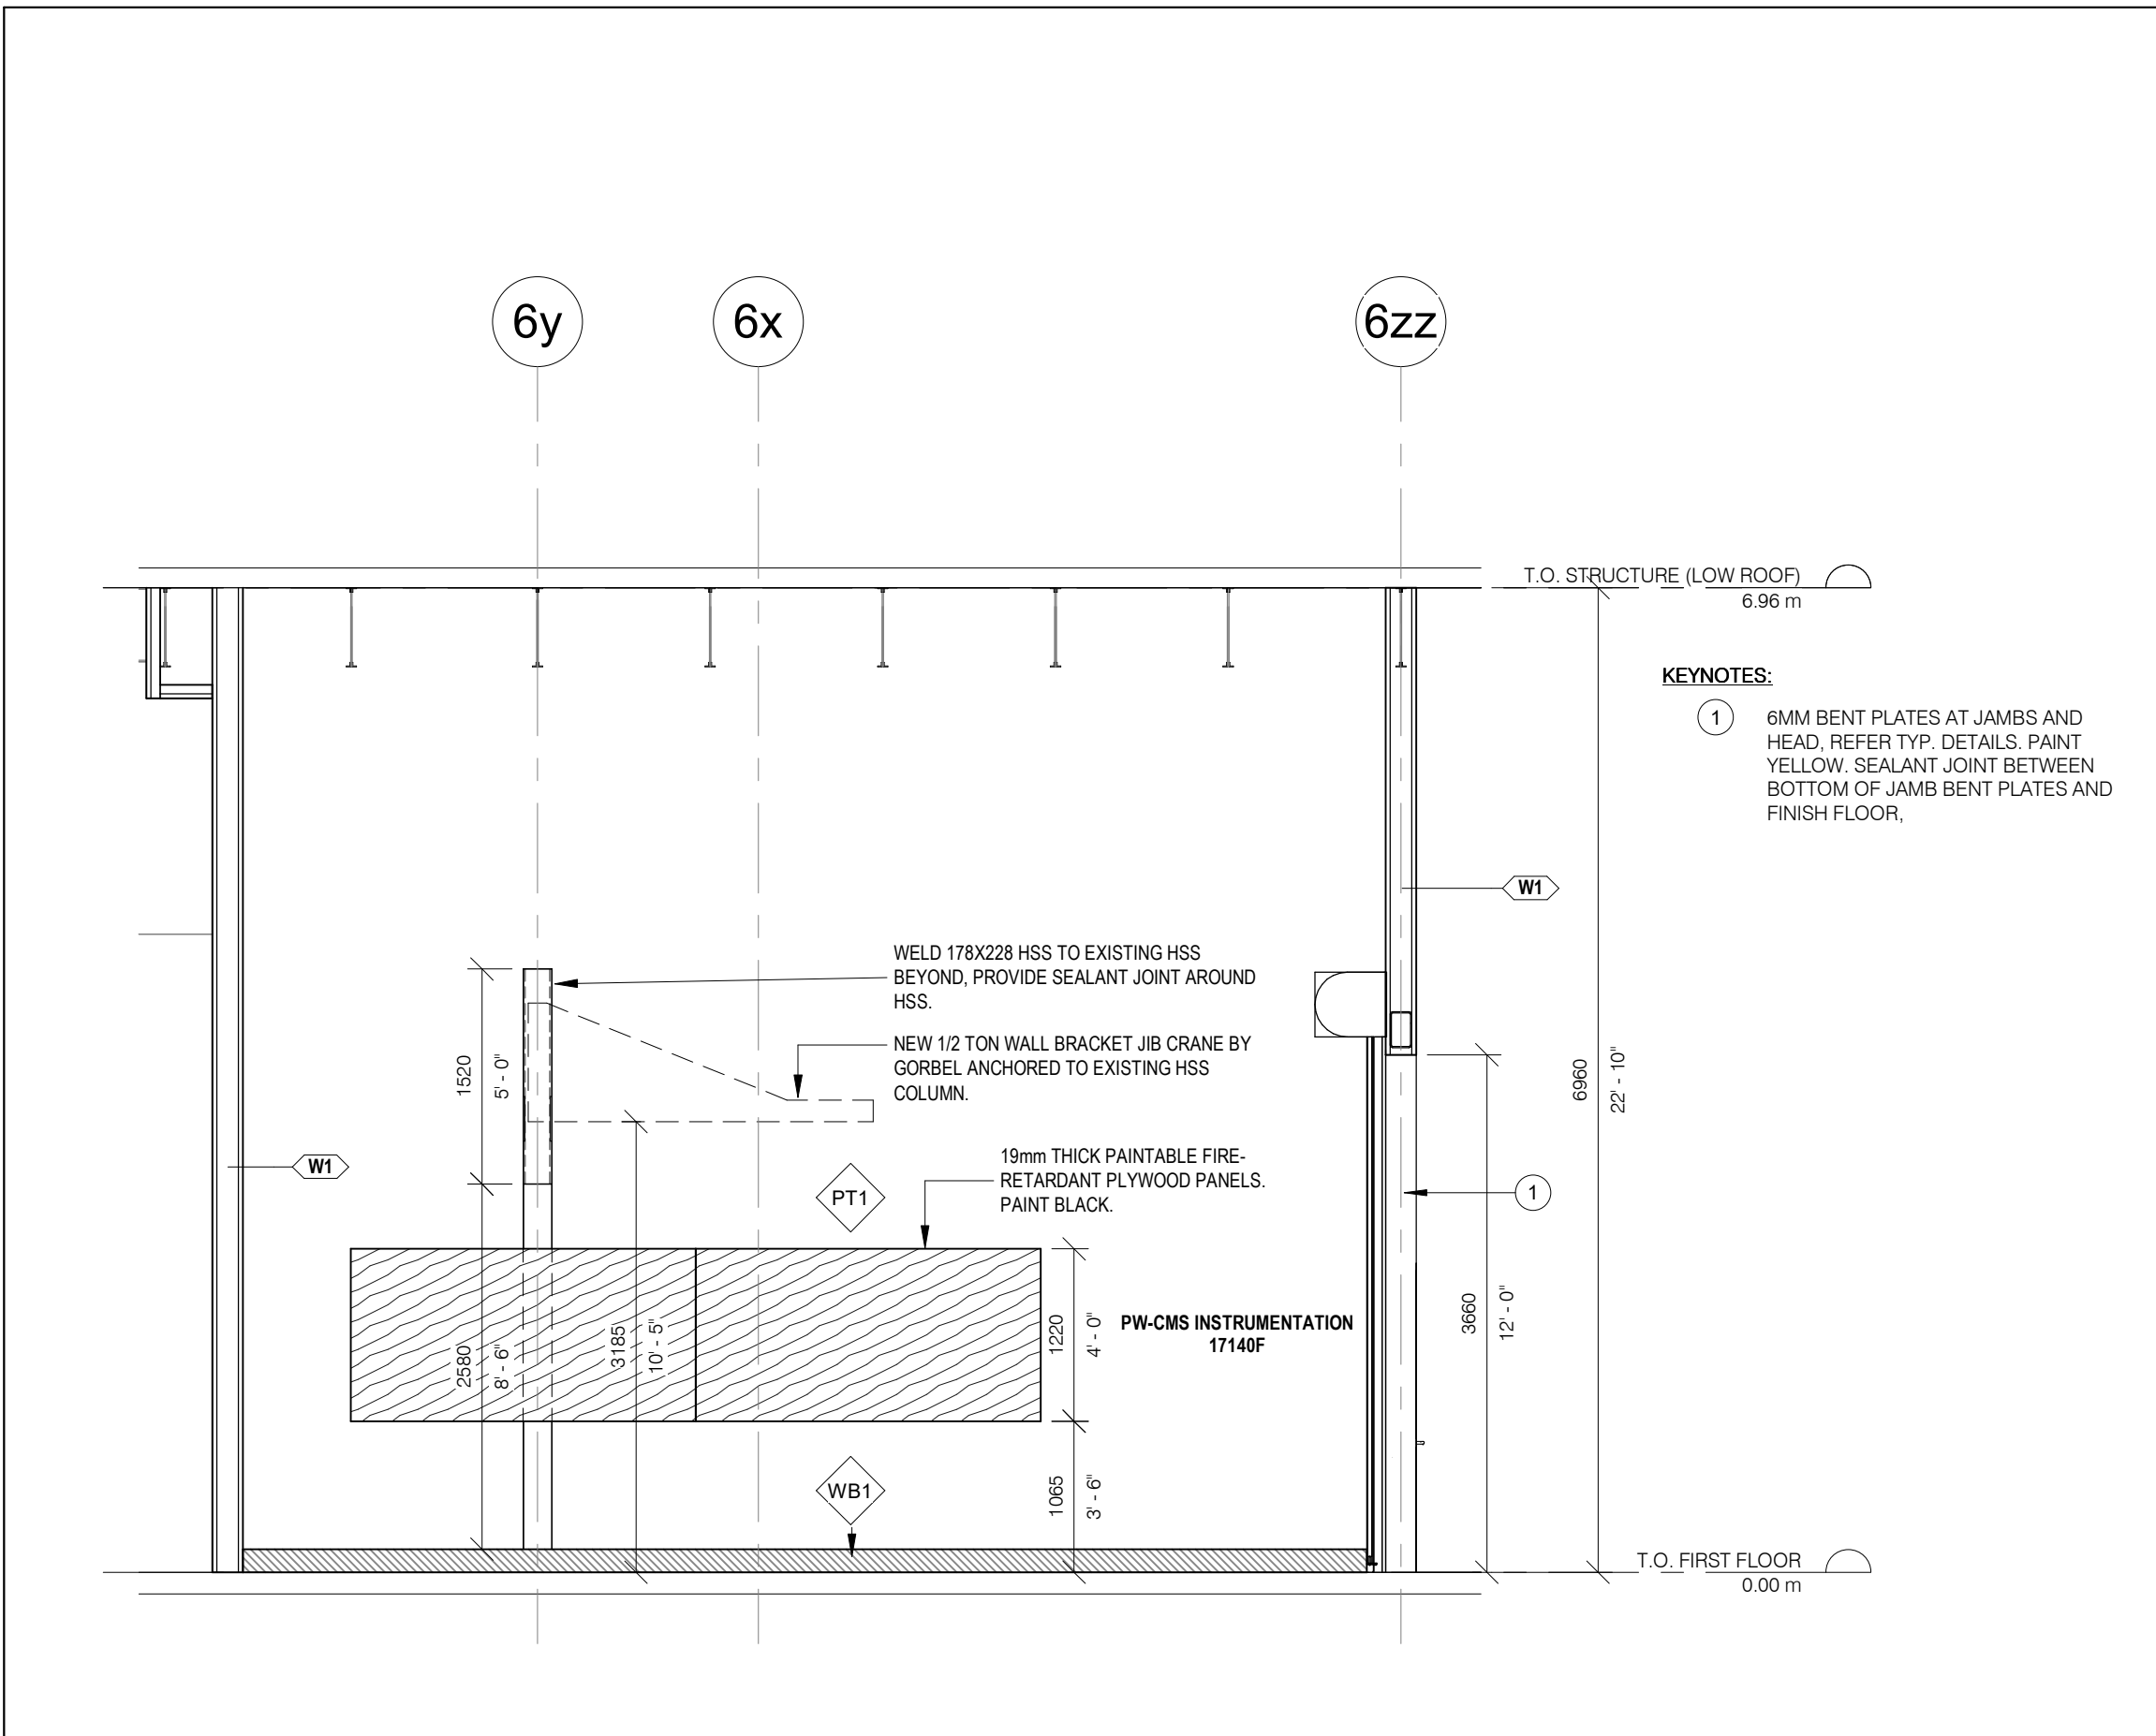 6y
6x
6zz
T.O. STRUCTURE (LOW ROOF)
6.96 m
KEYNOTES:
1
6MM BENT PLATES AT JAMBS AND
HEAD, REFER TYP. DETAILS. PAINT
YELLOW. SEALANT JOINT BETWEEN
BOTTOM OF JAMB BENT PLATES AND
FINISH FLOOR,
W1
WELD 178X228 HSS TO EXISTING HSS
BEYOND, PROVIDE SEALANT JOINT AROUND
HSS.
NEW 1/2 TON WALL BRACKET JIB CRANE BY
GORBEL ANCHORED TO EXISTING HSS
COLUMN.
1520
5' - 0"
6960
22' - 10"
W1
19mm THICK PAINTABLE FIRE-
RETARDANT PLYWOOD PANELS.
PAINT BLACK.
PT1
1
2580
8' - 6"
3185
10' - 5"
1220
4' - 0"
PW-CMS INSTRUMENTATION
17140F
3660
12' - 0"
WB1
1065
3' - 6"
T.O. FIRST FLOOR
0.00 m